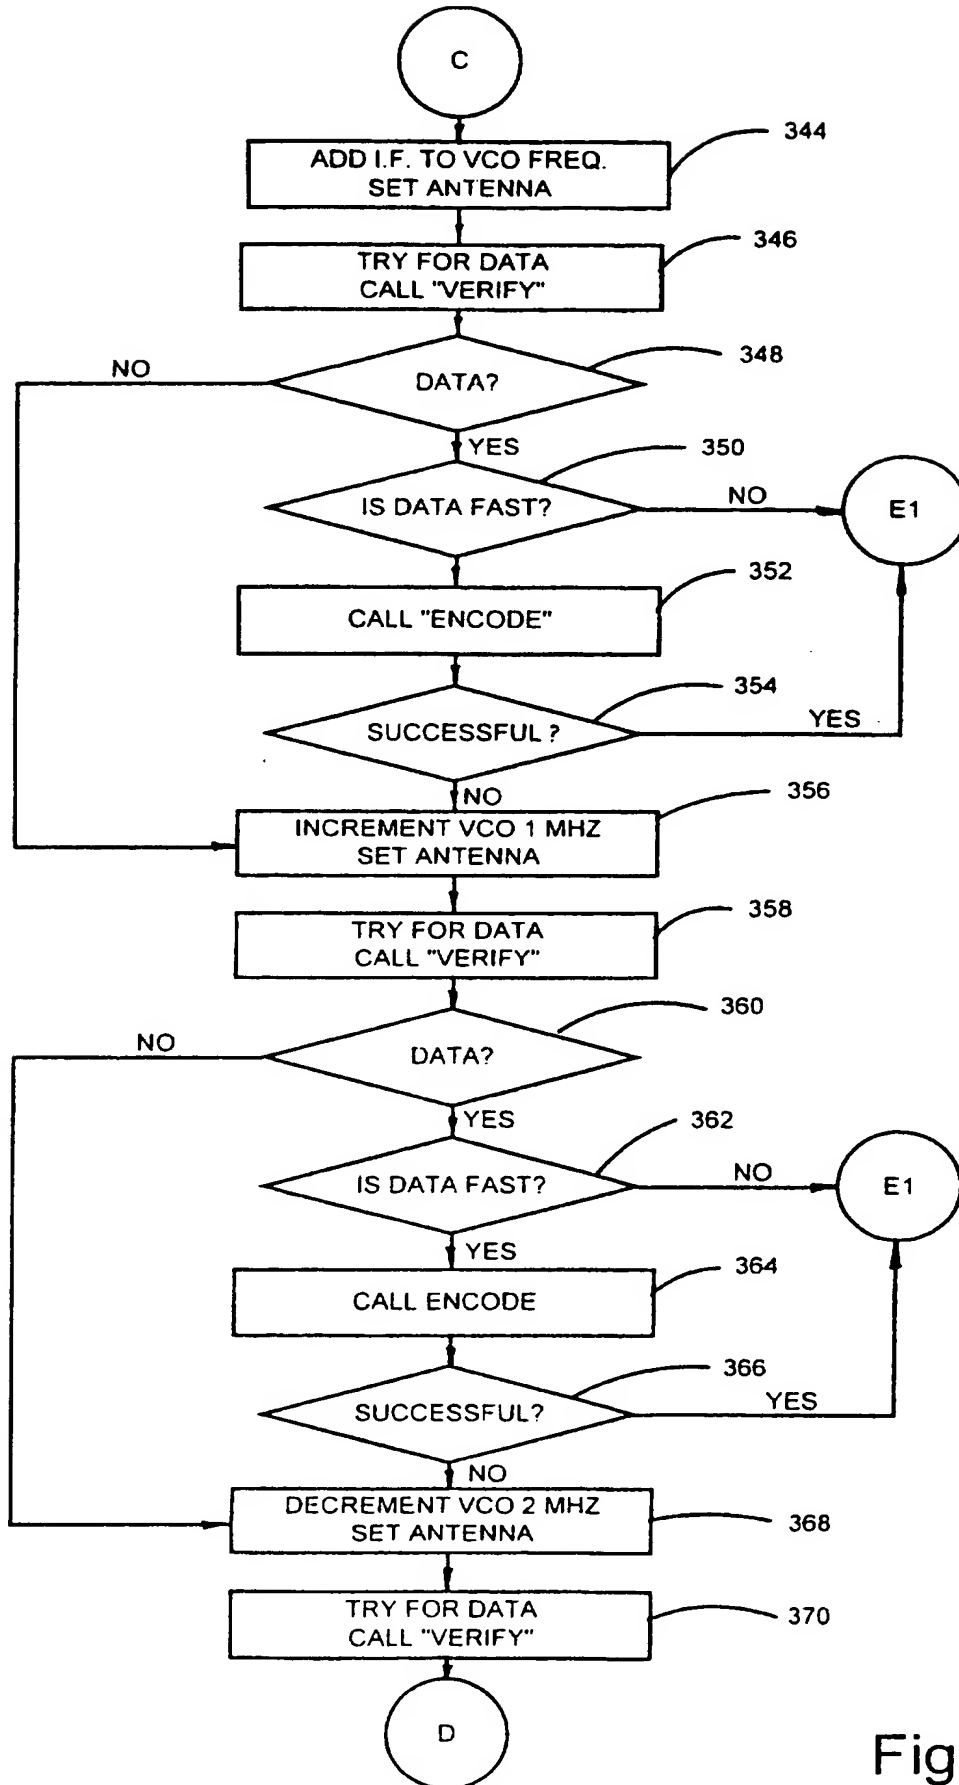 C
ADD I.F. TO VCO FREQ.
SET ANTENNA
344
TRY FOR DATA
CALL "VERIFY"
346
DATA?
348
NO
YES
IS DATA FAST?
350
NO
E1
CALL "ENCODE"
352
SUCCESSFUL ?
354
YES
NO
INCREMENT VCO 1 MHZ
SET ANTENNA
356
TRY FOR DATA
CALL "VERIFY"
358
DATA?
360
NO
YES
IS DATA FAST?
362
NO
E1
YES
CALL ENCODE
364
SUCCESSFUL?
366
YES
NO
DECREMENT VCO 2 MHZ
SET ANTENNA
368
TRY FOR DATA
CALL "VERIFY"
370
D
Fig